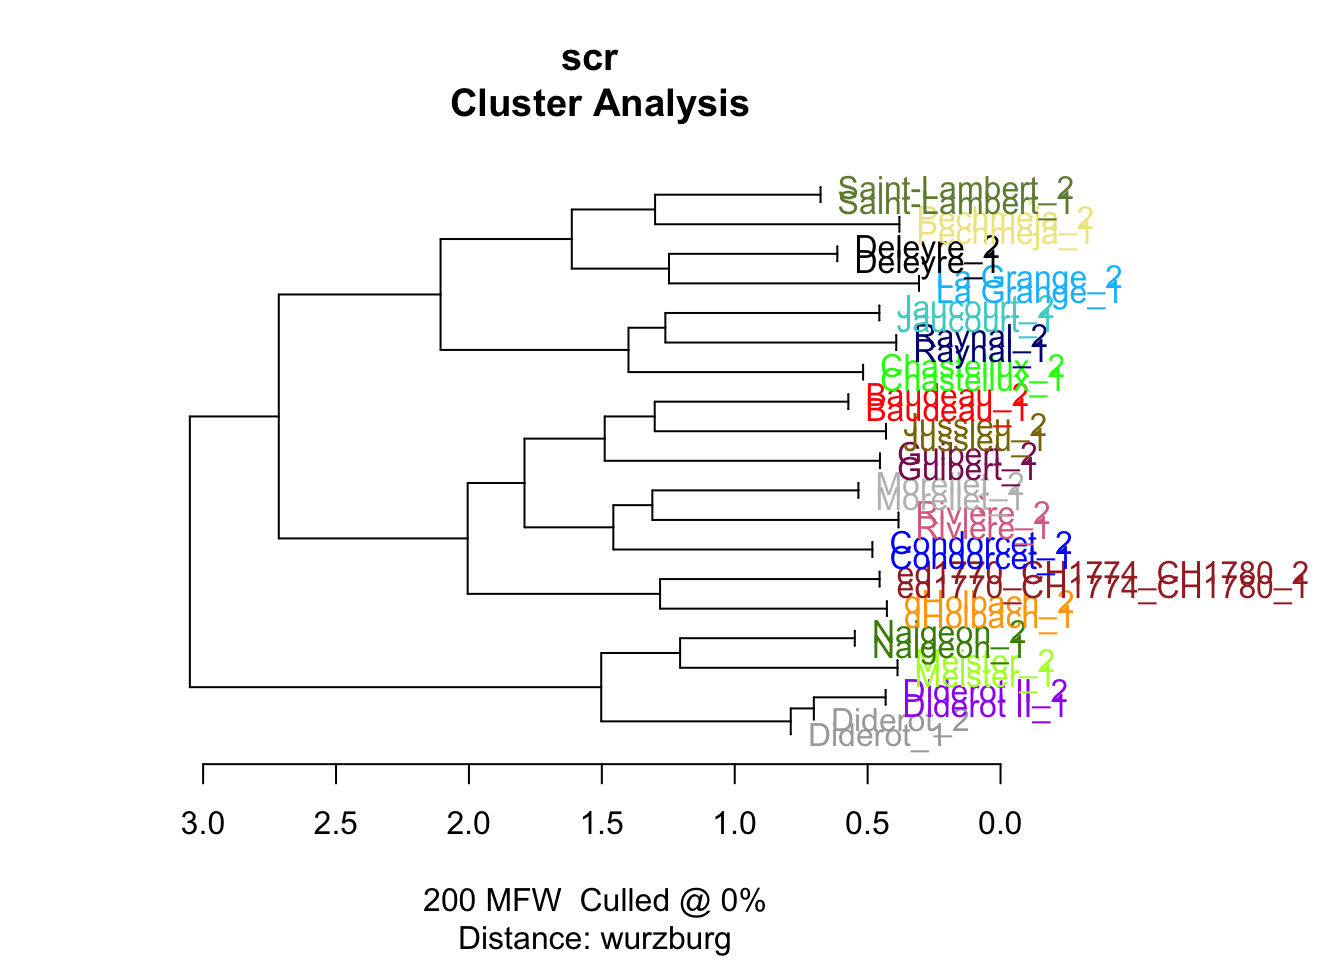 scr
Cluster Analysis
Saint-Lambert_2
Saint-Lambert_1
Pechmeja_2
Pechmeja_1
Deleyre_2
Deleyre_1
La Grange_2
La Grange_1
Jaucourt_2
Jaucourt_1
Raynal_2
Raynal_1
Chastellux_2
Chastellux_1
Baudeau_2
Baudeau_1
Jussieu_2
Jussieu_1
Guibert_2
Guibert_1
Morellet_2
Morellet_1
Rivière_2
Rivière_1
Condorcet_2
Condorcet_1
ed1770_CH1774_CH1780_2
ed1770_CH1774_CH1780_1
dHolbach_2
dHolbach_1
Naigeon_2
Naigeon_1
Meister_2
Meister_1
Diderot II_2
Diderot II_1
Diderot_2
Diderot_1
3.0 2.5 2.0 1.5 1.0 0.5 0.0
200 MFW  Culled @ 0%
Distance: wurzburg